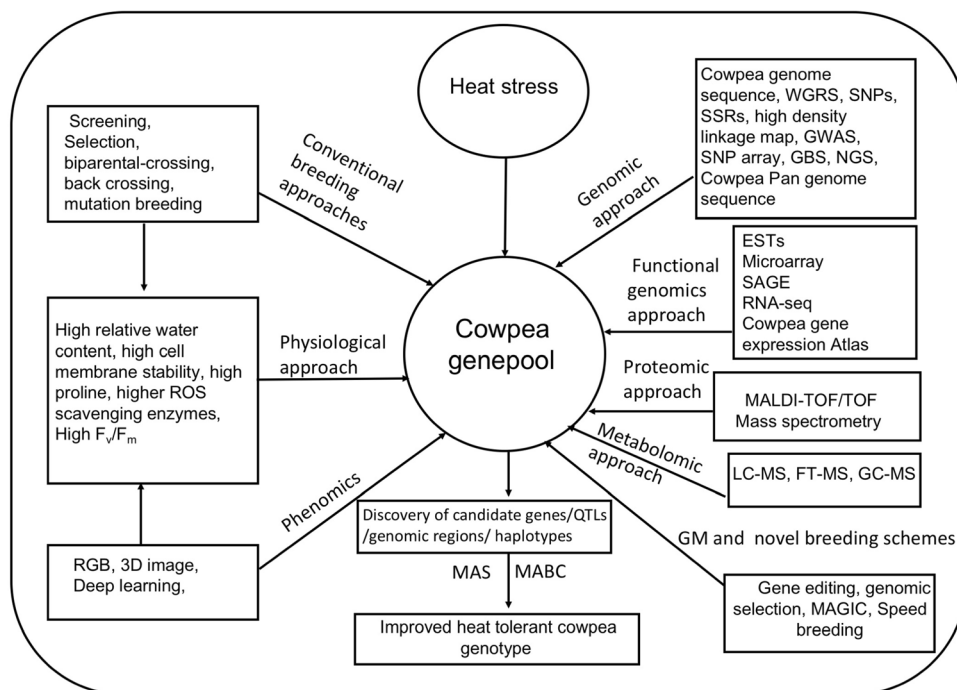 Heat stress
Cowpea genome
sequence, WGRS, SNPs,
SSRs, high density
linkage map, GWAS,
SNP array, GBS, NGS,
Cowpea Pan genome
sequence
Screening,
Selection,
biparental-crossing,
back crossing,
mutation breeding
Conventional
breeding
approaches
Genomic
approach
ESTs
Microarray
SAGE
RNA-seq
Cowpea gene
expression Atlas
Functional
genomics
approach
High relative water
content, high cell
membrane stability, high
proline, higher ROS
scavenging enzymes,
High Fv/Fm
Physiological
approach
Cowpea
genepool
Proteomic
approach
MALDI-TOF/TOF
Mass spectrometry
Metabolomic
approach
LC-MS, FT-MS, GC-MS
Phenomics
RGB, 3D image,
Deep learning,
Discovery of candidate genes/QTLs
/genomic regions/ haplotypes
GM and novel breeding schemes
MAS MABC
Gene editing, genomic
selection, MAGIC, Speed
breeding
Improved heat tolerant cowpea
genotype